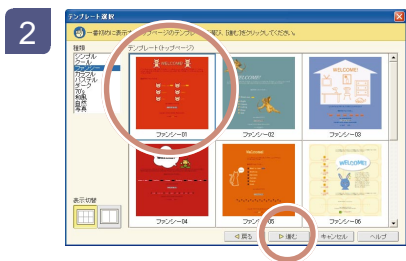 2
テンプレート選択
一番初めに表示
ページのテンプレート
び、[進む]をクリックしてください。
種類
テンプレート(トップページ)
シンプル
クール
ファンシー
カラフル
パステル
ダーク
70's
和風
自然
写真
WELCOME!
WELCOME!
WELCOME!
ファンシー01
ファンシー02
ファンシー03
WELCOME
WELCOME!
ファンシー04
ファンシー05
ファンシー06
表示切替
戻る
進む
キャンセル
ヘルプ